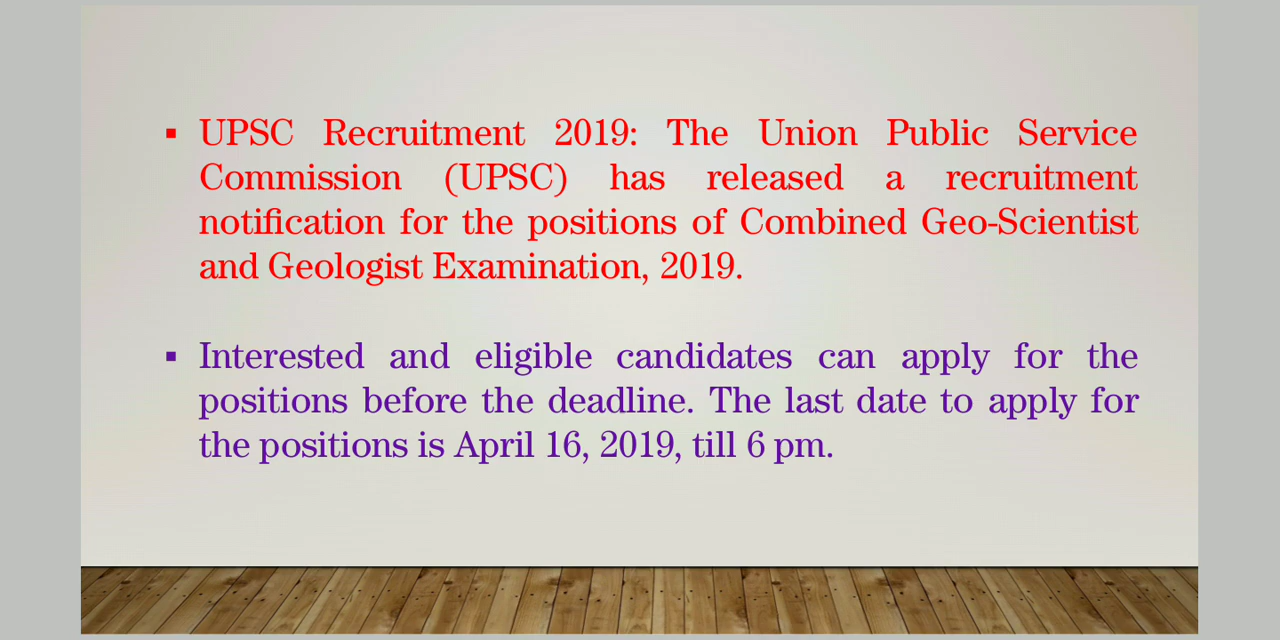 ▪ UPSC Recruitment 2019: The Union Public Service
Commission (UPSC) has released a recruitment
notification for the positions of Combined Geo-Scientist
and Geologist Examination, 2019.
▪ Interested and eligible candidates can apply for the
positions before the deadline. The last date to apply for
the positions is April 16, 2019, till 6 pm.